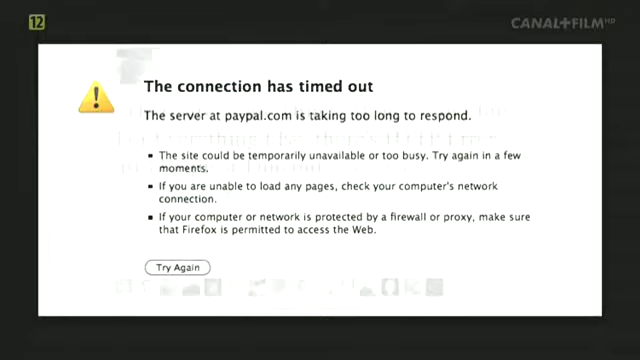 12
CANAL+FILM HD
The connection has timed out
The server at paypal.com is taking too long to respond.
The site could be temporarily unavailable or too busy. Try again in a few
moments.
If you are unable to load any pages, check your computer's network
connection.
If your computer or network is protected by a firewall or proxy, make sure
that Firefox is permitted to access the Web.
Try Again